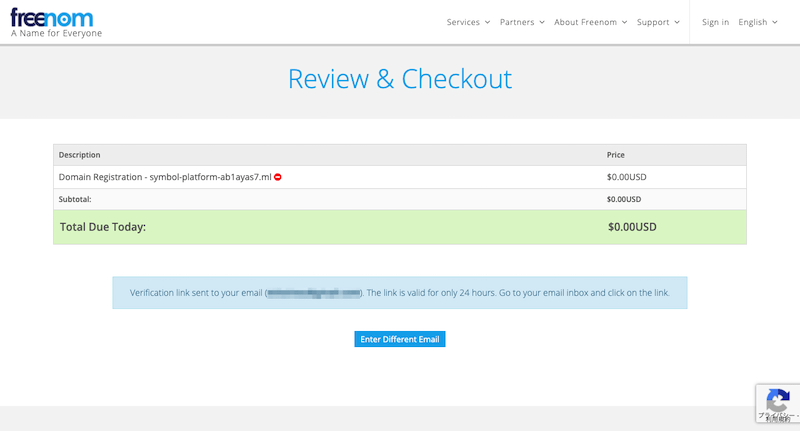 freenom
A Name for Everyone
Services Partners About Freenom Support Sign in English
Review & Checkout
Description Price
Domain Registration - symbol-platform-ab1ayas7.ml $0.00USD
Subtotal: $0.00USD
Total Due Today: $0.00USD
Verification link sent to your email ( ). The link is valid for only 24 hours. Go to your email inbox and click on the link.
Enter Different Email
プライバシー -
利用規約